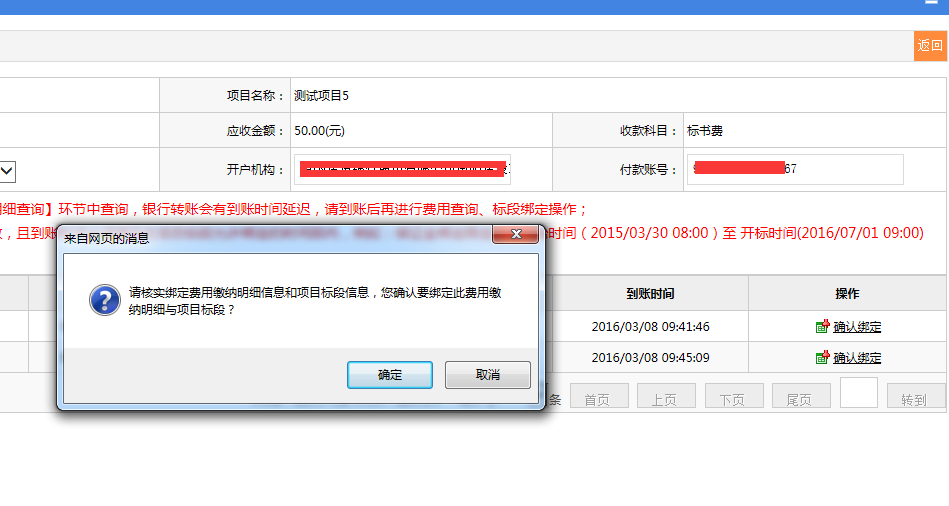 返回
项目名称： 测试项目5
应收金额： 50.00(元) 收款科目： 标书费
开户机构： 付款账号： 67
细查询】环节中查询，银行转账会有到账时间延迟，请到账后再进行费用查询、标段绑定操作；
，且到账 时间（2015/03/30 08:00）至 开标时间(2016/07/01 09:00)
来自网页的消息
请核实绑定费用缴纳明细信息和项目标段信息，您确认要绑定此费用缴
纳明细与项目标段？
确定 取消
到账时间 操作
2016/03/08 09:41:46 确认绑定
2016/03/08 09:45:09 确认绑定
条 首页 上页 下页 尾页 转到